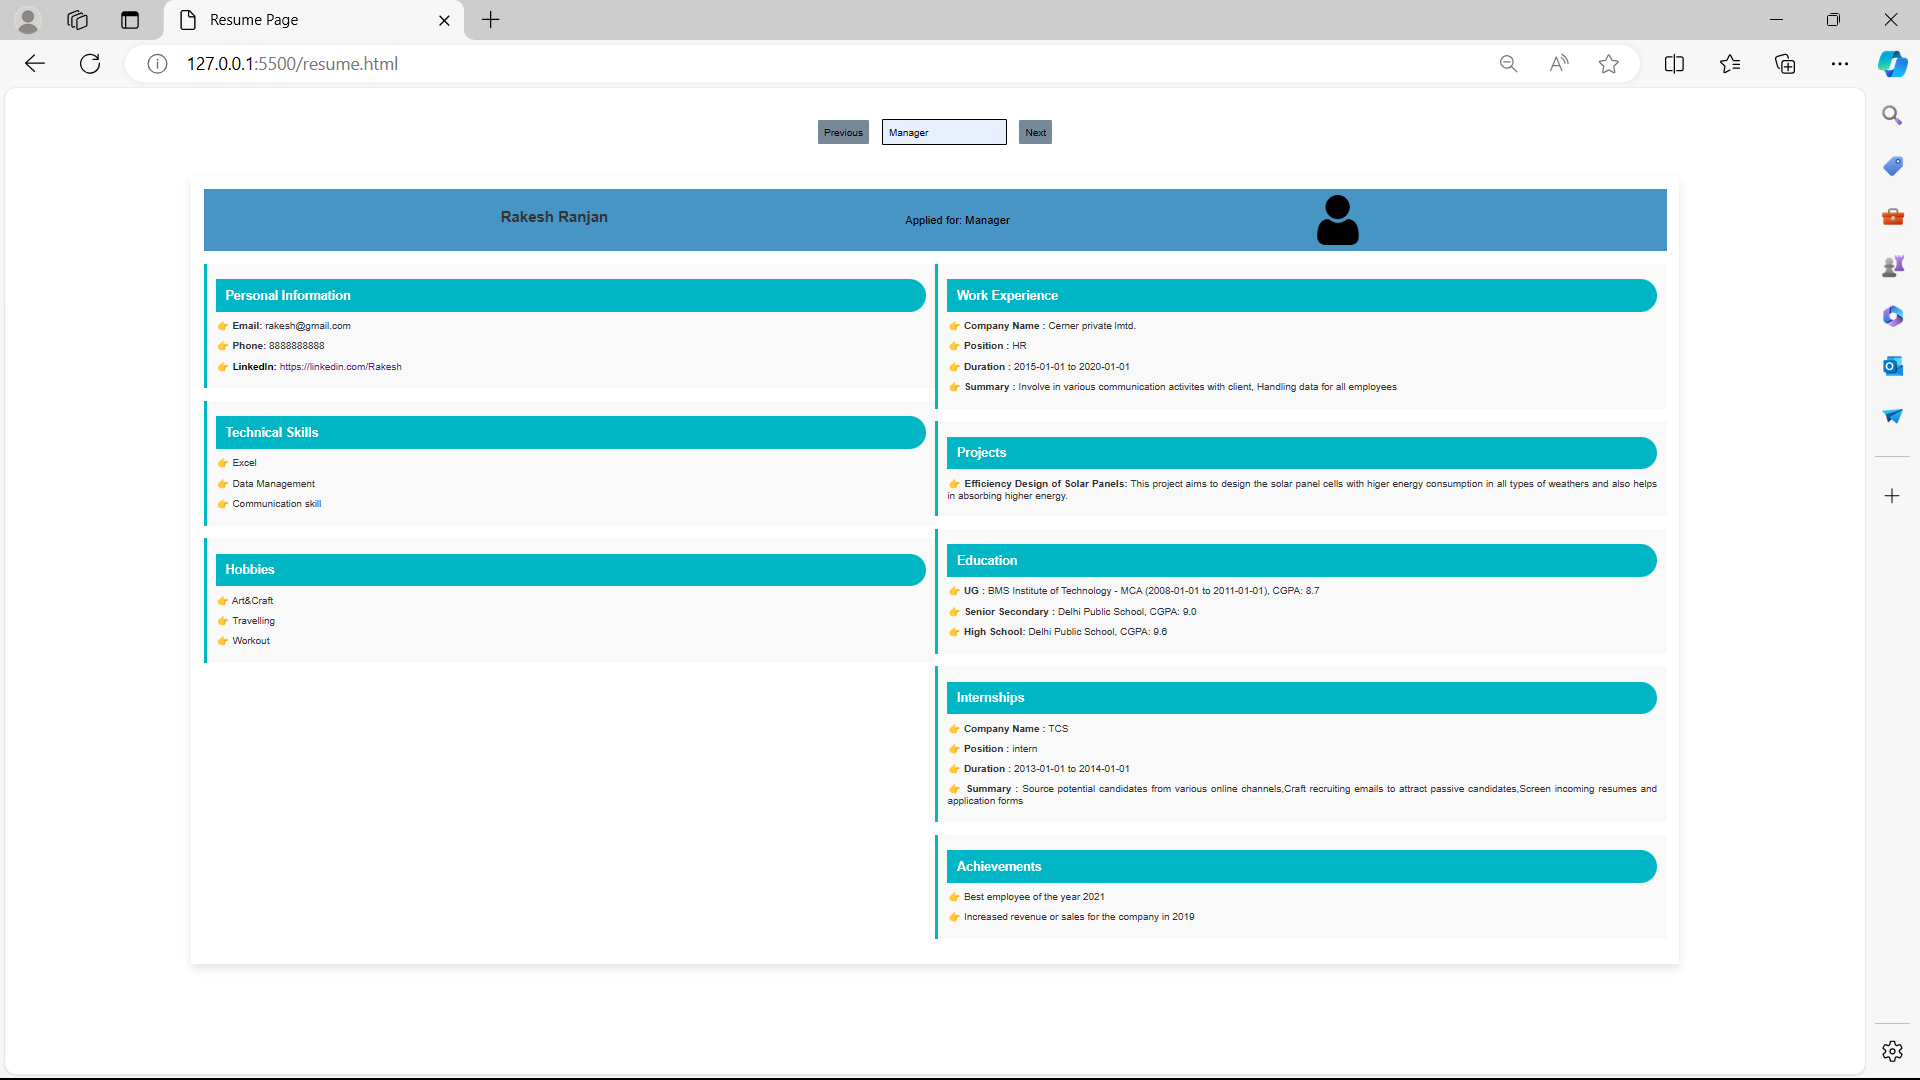 Resume Page
127.0.0.1:5500/resume.html
Previous
Manager
Next
Rakesh Ranjan
Applied for: Manager
Personal Information
👉 Email: rakesh@gmail.com
👉 Phone: 8888888888
👉 LinkedIn: https://linkedin.com/Rakesh
Technical Skills
👉 Excel
👉 Data Management
👉 Communication skill
Hobbies
👉 Art&Craft
👉 Travelling
👉 Workout
Work Experience
👉 Company Name : Cerner private lmtd.
👉 Position : HR
👉 Duration : 2015-01-01 to 2020-01-01
👉 Summary : Involve in various communication activites with client, Handling data for all employees
Projects
👉 Efficiency Design of Solar Panels: This project aims to design the solar panel cells with higer energy consumption in all types of weathers and also helps
in absorbing higher energy.
Education
👉 UG : BMS Institute of Technology - MCA (2008-01-01 to 2011-01-01), CGPA: 8.7
👉 Senior Secondary : Delhi Public School, CGPA: 9.0
👉 High School: Delhi Public School, CGPA: 9.6
Internships
👉 Company Name : TCS
👉 Position : intern
👉 Duration : 2013-01-01 to 2014-01-01
👉 Summary : Source potential candidates from various online channels,Craft recruiting emails to attract passive candidates,Screen incoming resumes and
application forms
Achievements
👉 Best employee of the year 2021
👉 Increased revenue or sales for the company in 2019